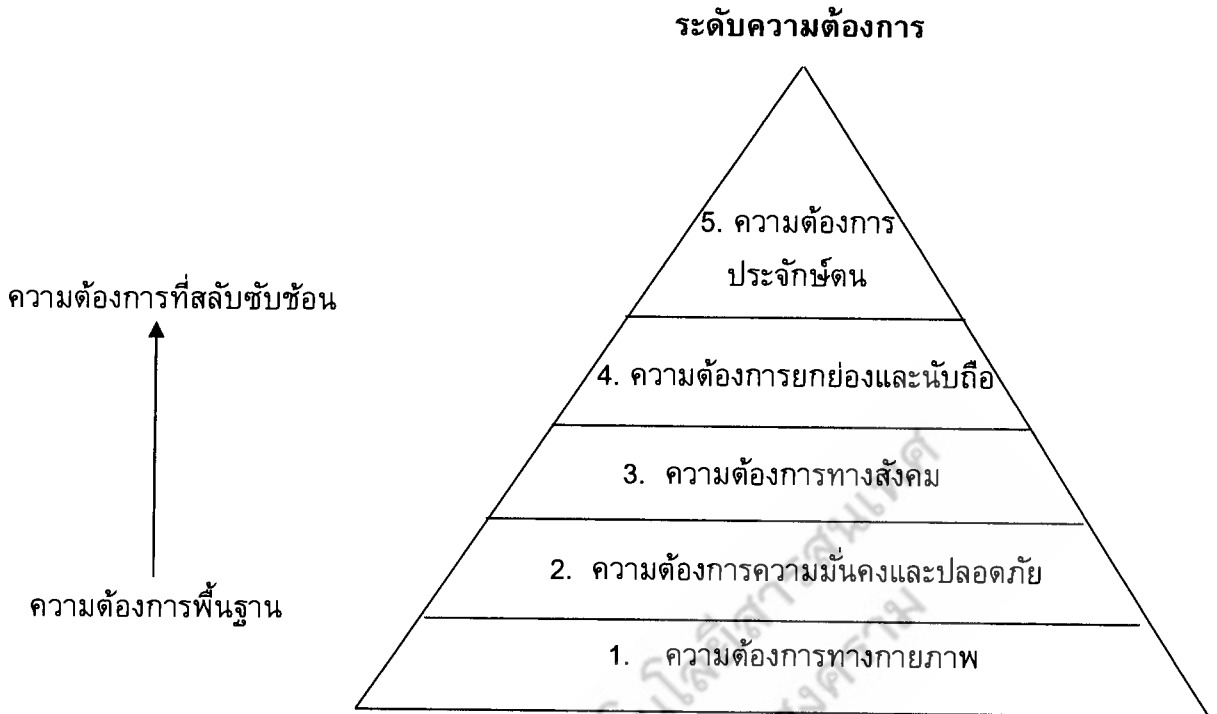 ระดับความต้องการ
5. ความต้องการ
ประจักษ์ตน
ความต้องการที่สลับซับซ้อน
4. ความต้องการยกย่องและนับถือ
3. ความต้องการทางสังคม
2. ความต้องการความมั่นคงและปลอดภัย
ความต้องการพื้นฐาน
1. ความต้องการทางกายภาพ